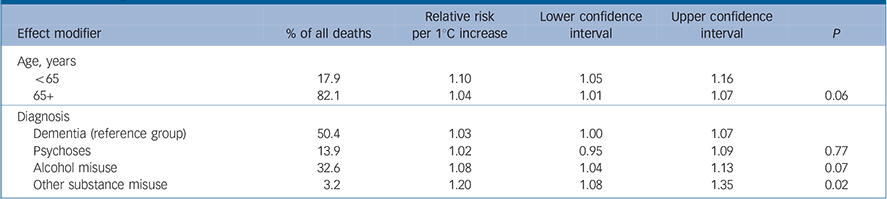 Effect modifier % of all deaths Relative risk per 1°C increase Lower confidence interval Upper confidence interval P
Age, years
<65 17.9 1.10 1.05 1.16
65+ 82.1 1.04 1.01 1.07 0.06
Diagnosis
Dementia (reference group) 50.4 1.03 1.00 1.07
Psychoses 13.9 1.02 0.95 1.09 0.77
Alcohol misuse 32.6 1.08 1.04 1.13 0.07
Other substance misuse 3.2 1.20 1.08 1.35 0.02